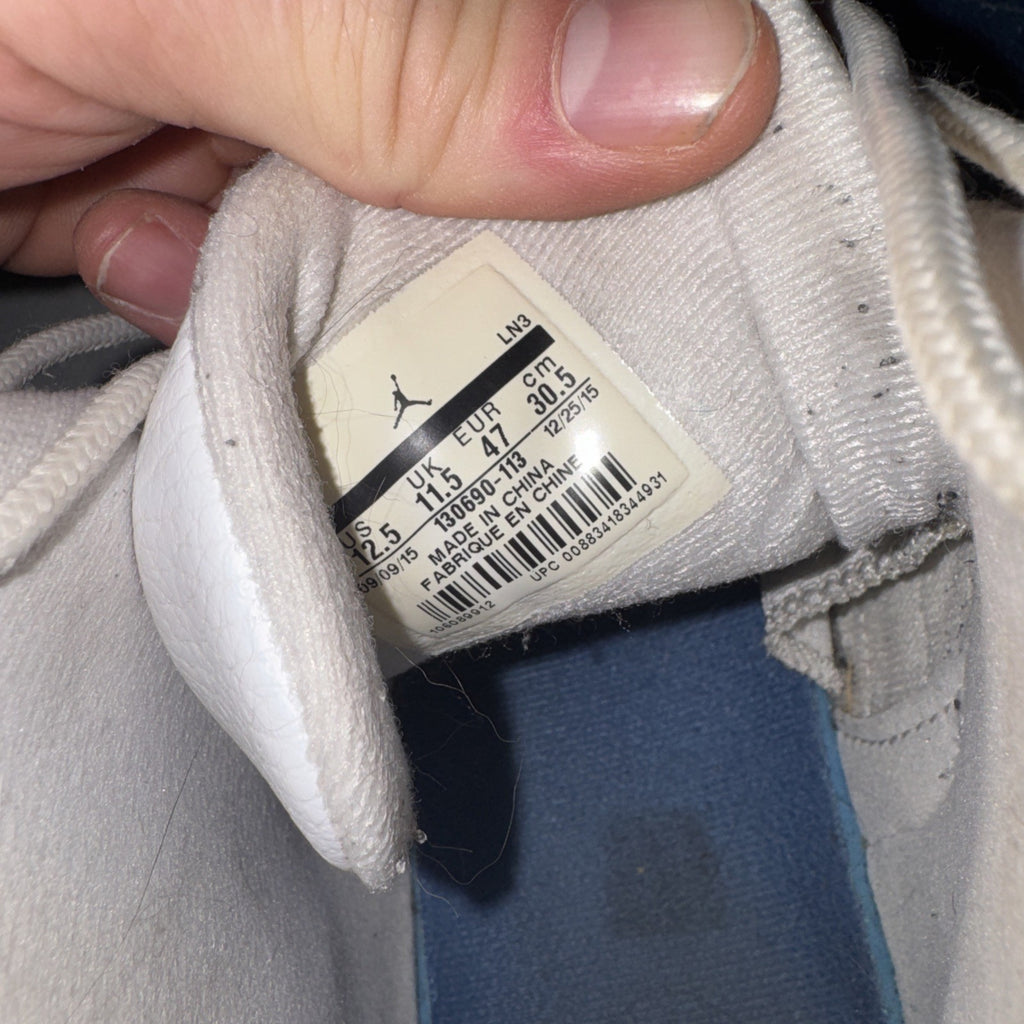 LN3
US UK EUR cm
12.5 11.5 47 30.5
09/09/15 130690-113 12/25/15
MADE IN CHINA
FABRIQUE EN CHINE
106089912 UPC 00883418344931